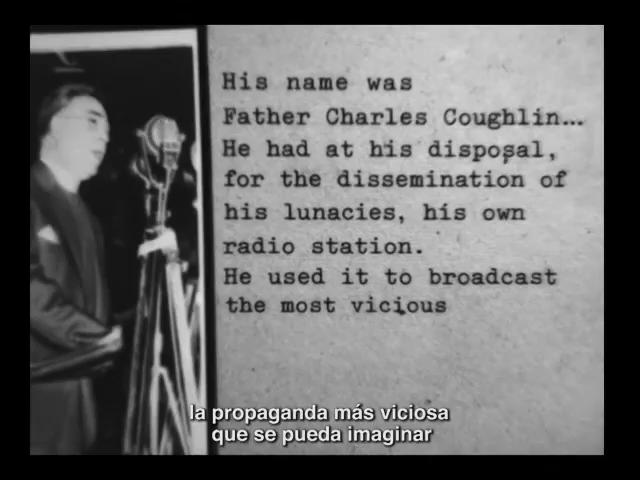 His name was
Father Charles Coughlin...
He had at his disposal,
for the dissemination of
his lunacies, his own
radio station.
He used it to broadcast
the most vicious
la propaganda más viciosa
que se pueda imaginar